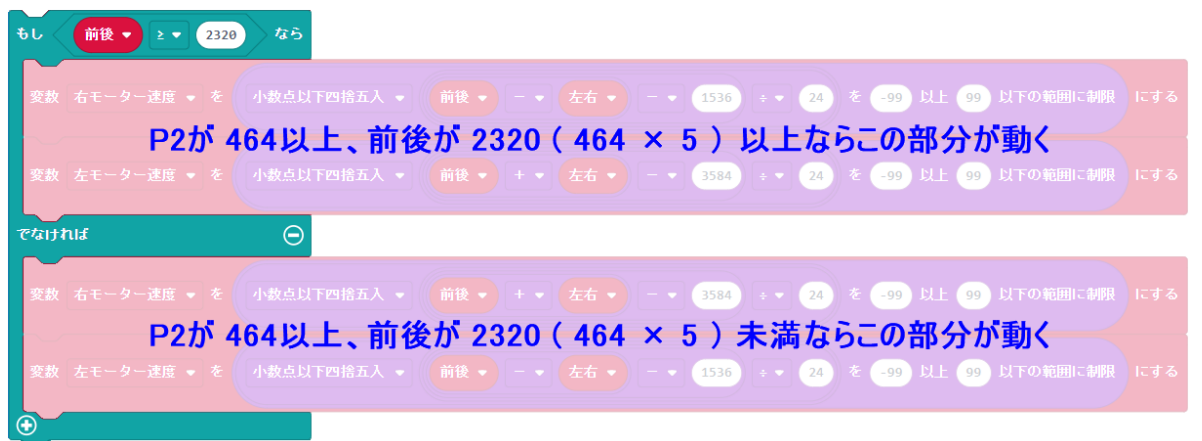 もし 前後 ≥ 2320 なら
変数 右モーター速度 を 小数点以下四捨五入 前後 - 左右 - 1536 ÷ 24 を -99 以上 99 以下の範囲に制限 にする
P2が 464以上、前後が 2320 ( 464 × 5 ) 以上ならこの部分が動く
変数 左モーター速度 を 小数点以下四捨五入 前後 + 左右 - 3584 ÷ 24 を -99 以上 99 以下の範囲に制限 にする
でなければ
変数 右モーター速度 を 小数点以下四捨五入 前後 + 左右 - 3584 ÷ 24 を -99 以上 99 以下の範囲に制限 にする
P2が 464以上、前後が 2320 ( 464 × 5 ) 未満ならこの部分が動く
変数 左モーター速度 を 小数点以下四捨五入 前後 - 左右 - 1536 ÷ 24 を -99 以上 99 以下の範囲に制限 にする